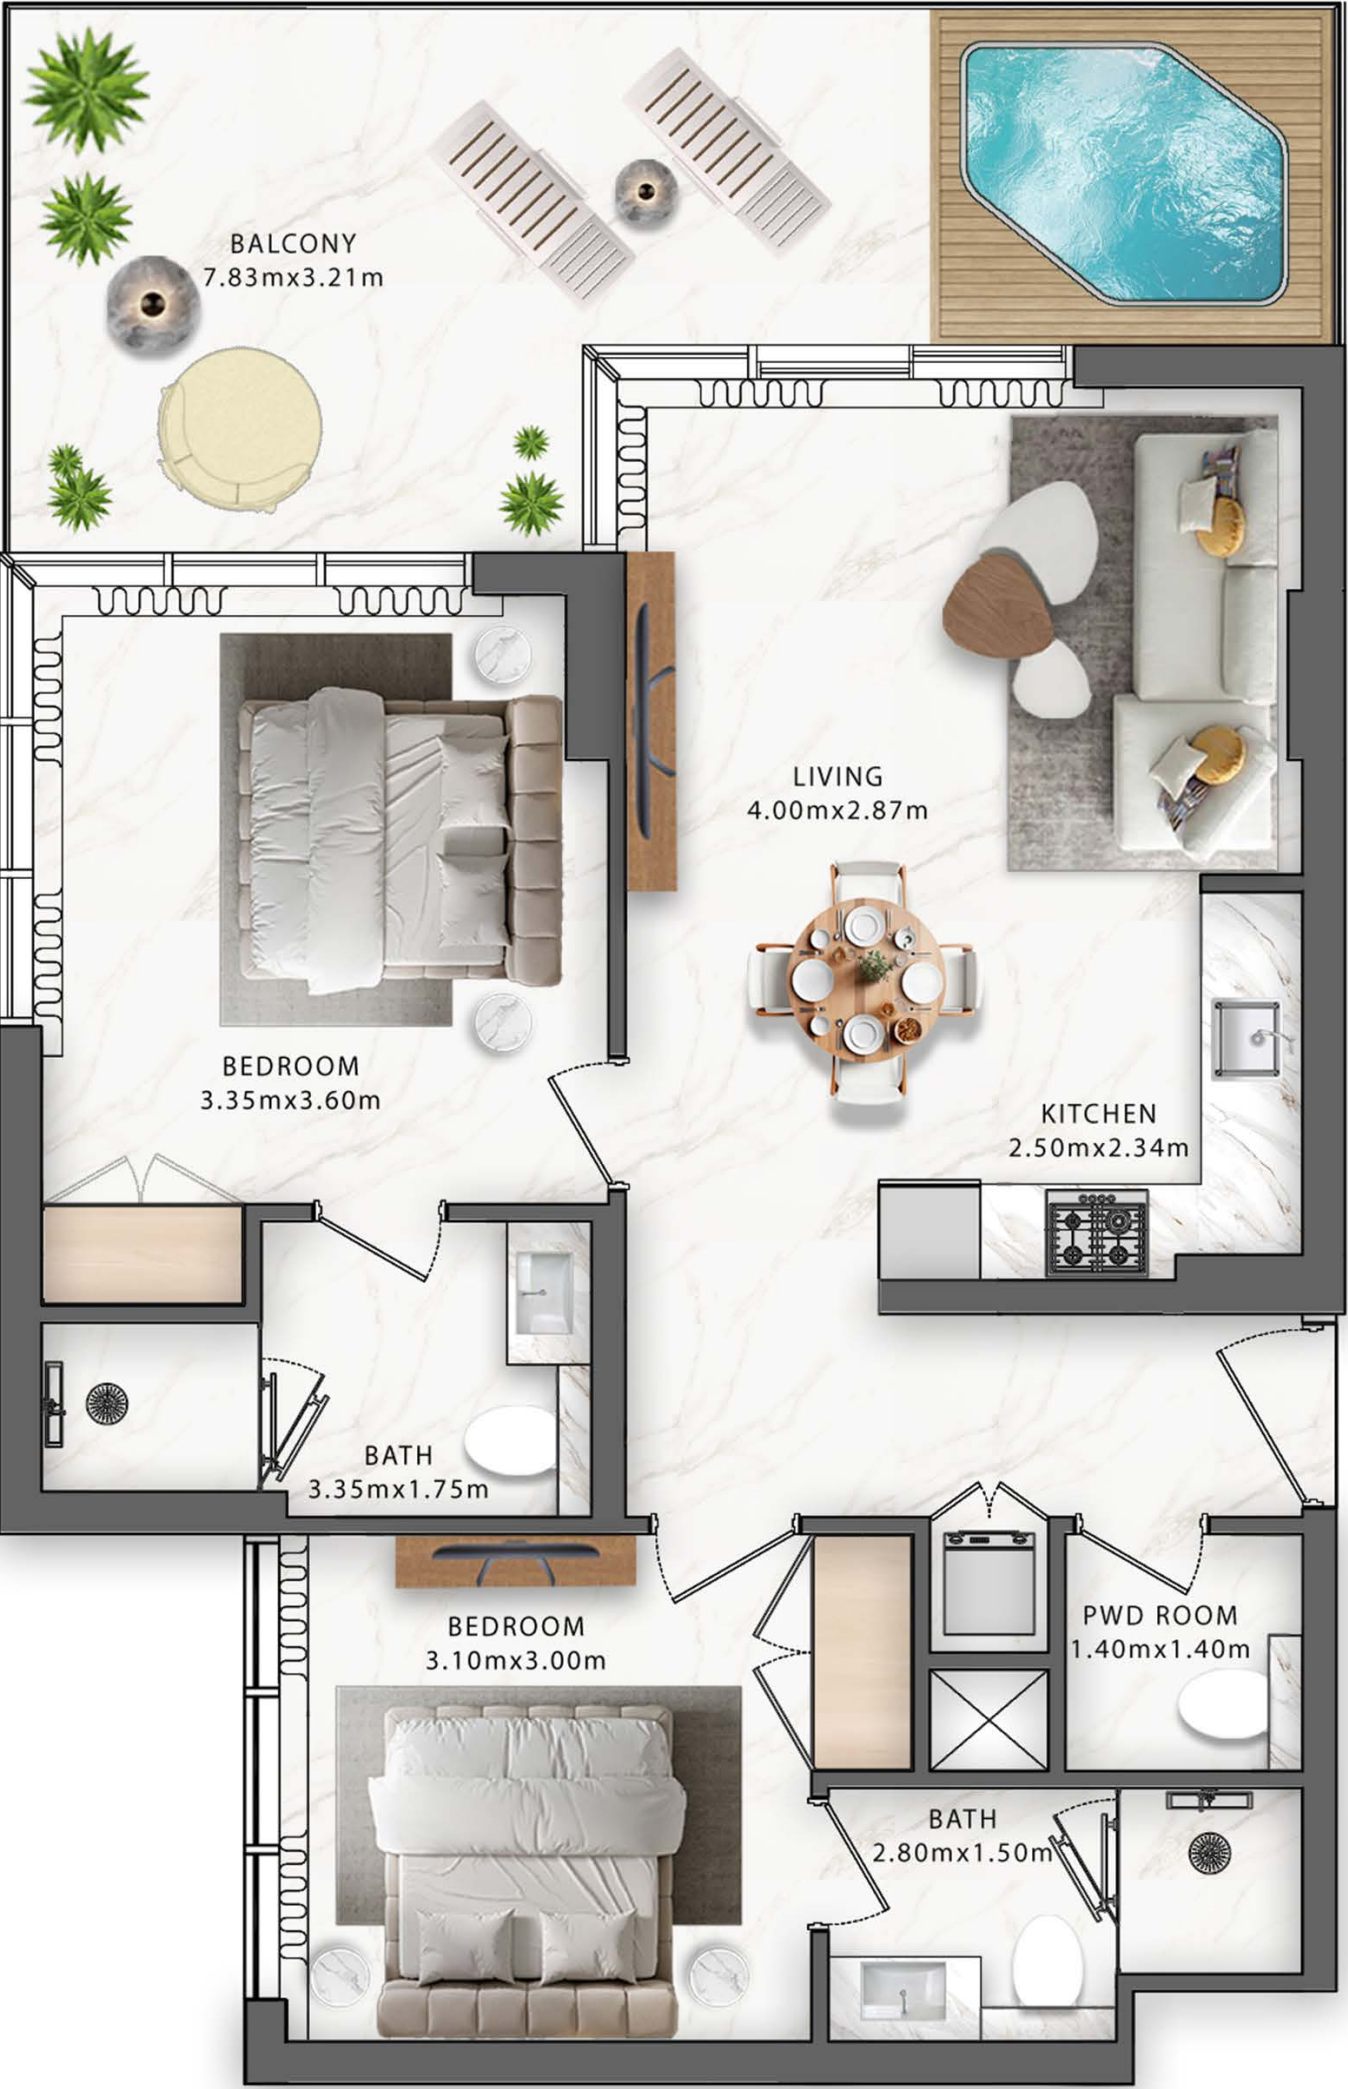 BALCONY
7.83mx3.21m
LIVING
4.00mx2.87m
BEDROOM
3.35mx3.60m
KITCHEN
2.50mx2.34m
BATH
3.35mx1.75m
BEDROOM
3.10mx3.00m
PWD ROOM
1.40mx1.40m
BATH
2.80mx1.50m